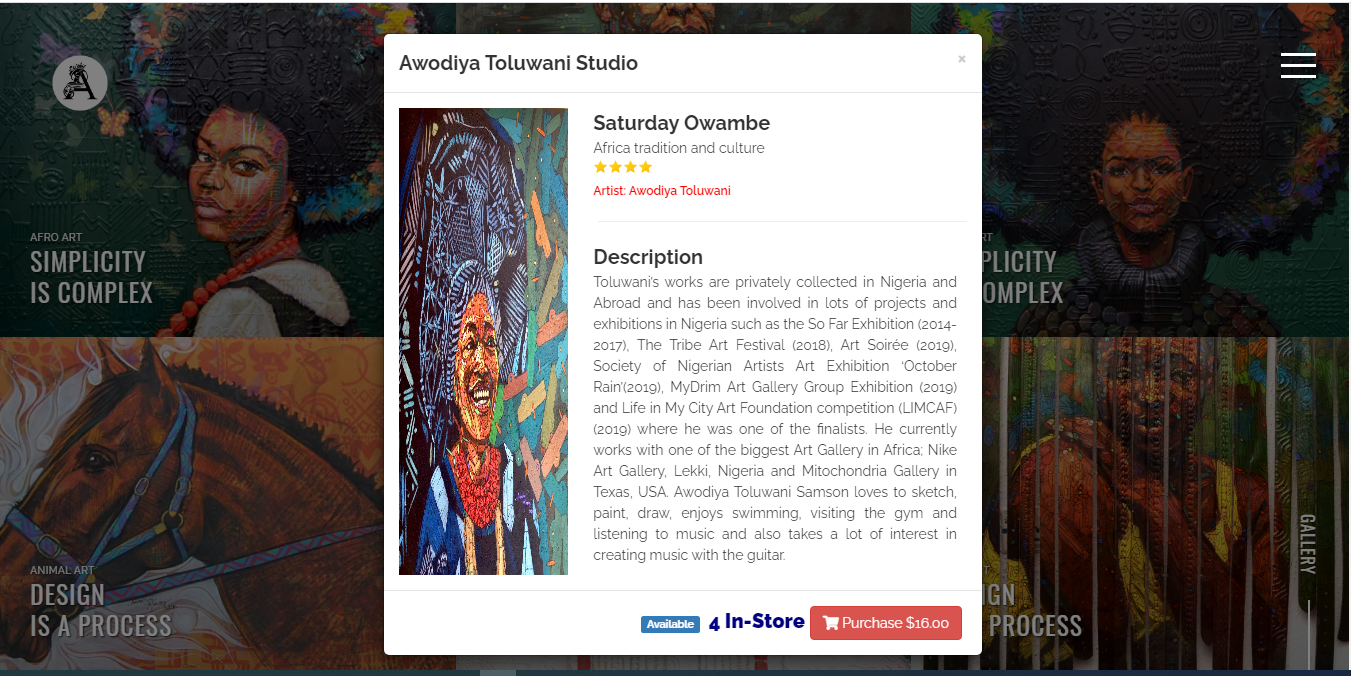 Awodiya Toluwani Studio
×
A
Saturday Owambe
Africa tradition and culture
Artist: Awodiya Toluwani
Description
Toluwani's works are privately collected in Nigeria and
Abroad and has been involved in lots of projects and
exhibitions in Nigeria such as the So Far Exhibition (2014-
2017), The Tribe Art Festival (2018), Art Soirée (2019),
Society of Nigerian Artists Art Exhibition ‘October
Rain’(2019), MyDrim Art Gallery Group Exhibition (2019)
and Life in My City Art Foundation competition (LIMCAF)
(2019) where he was one of the finalists. He currently
works with one of the biggest Art Gallery in Africa; Nike
Art Gallery, Lekki, Nigeria and Mitochondria Gallery in
Texas, USA. Awodiya Toluwani Samson loves to sketch,
paint, draw, enjoys swimming, visiting the gym and
listening to music and also takes a lot of interest in
creating music with the guitar.
Available 4 In-Store Purchase $16.00
AFRO ART
SIMPLICITY
IS COMPLEX
RT
PLICITY
OMPLEX
ANIMAL ART
DESIGN
IS A PROCESS
IGN
PROCESS
GALLERY